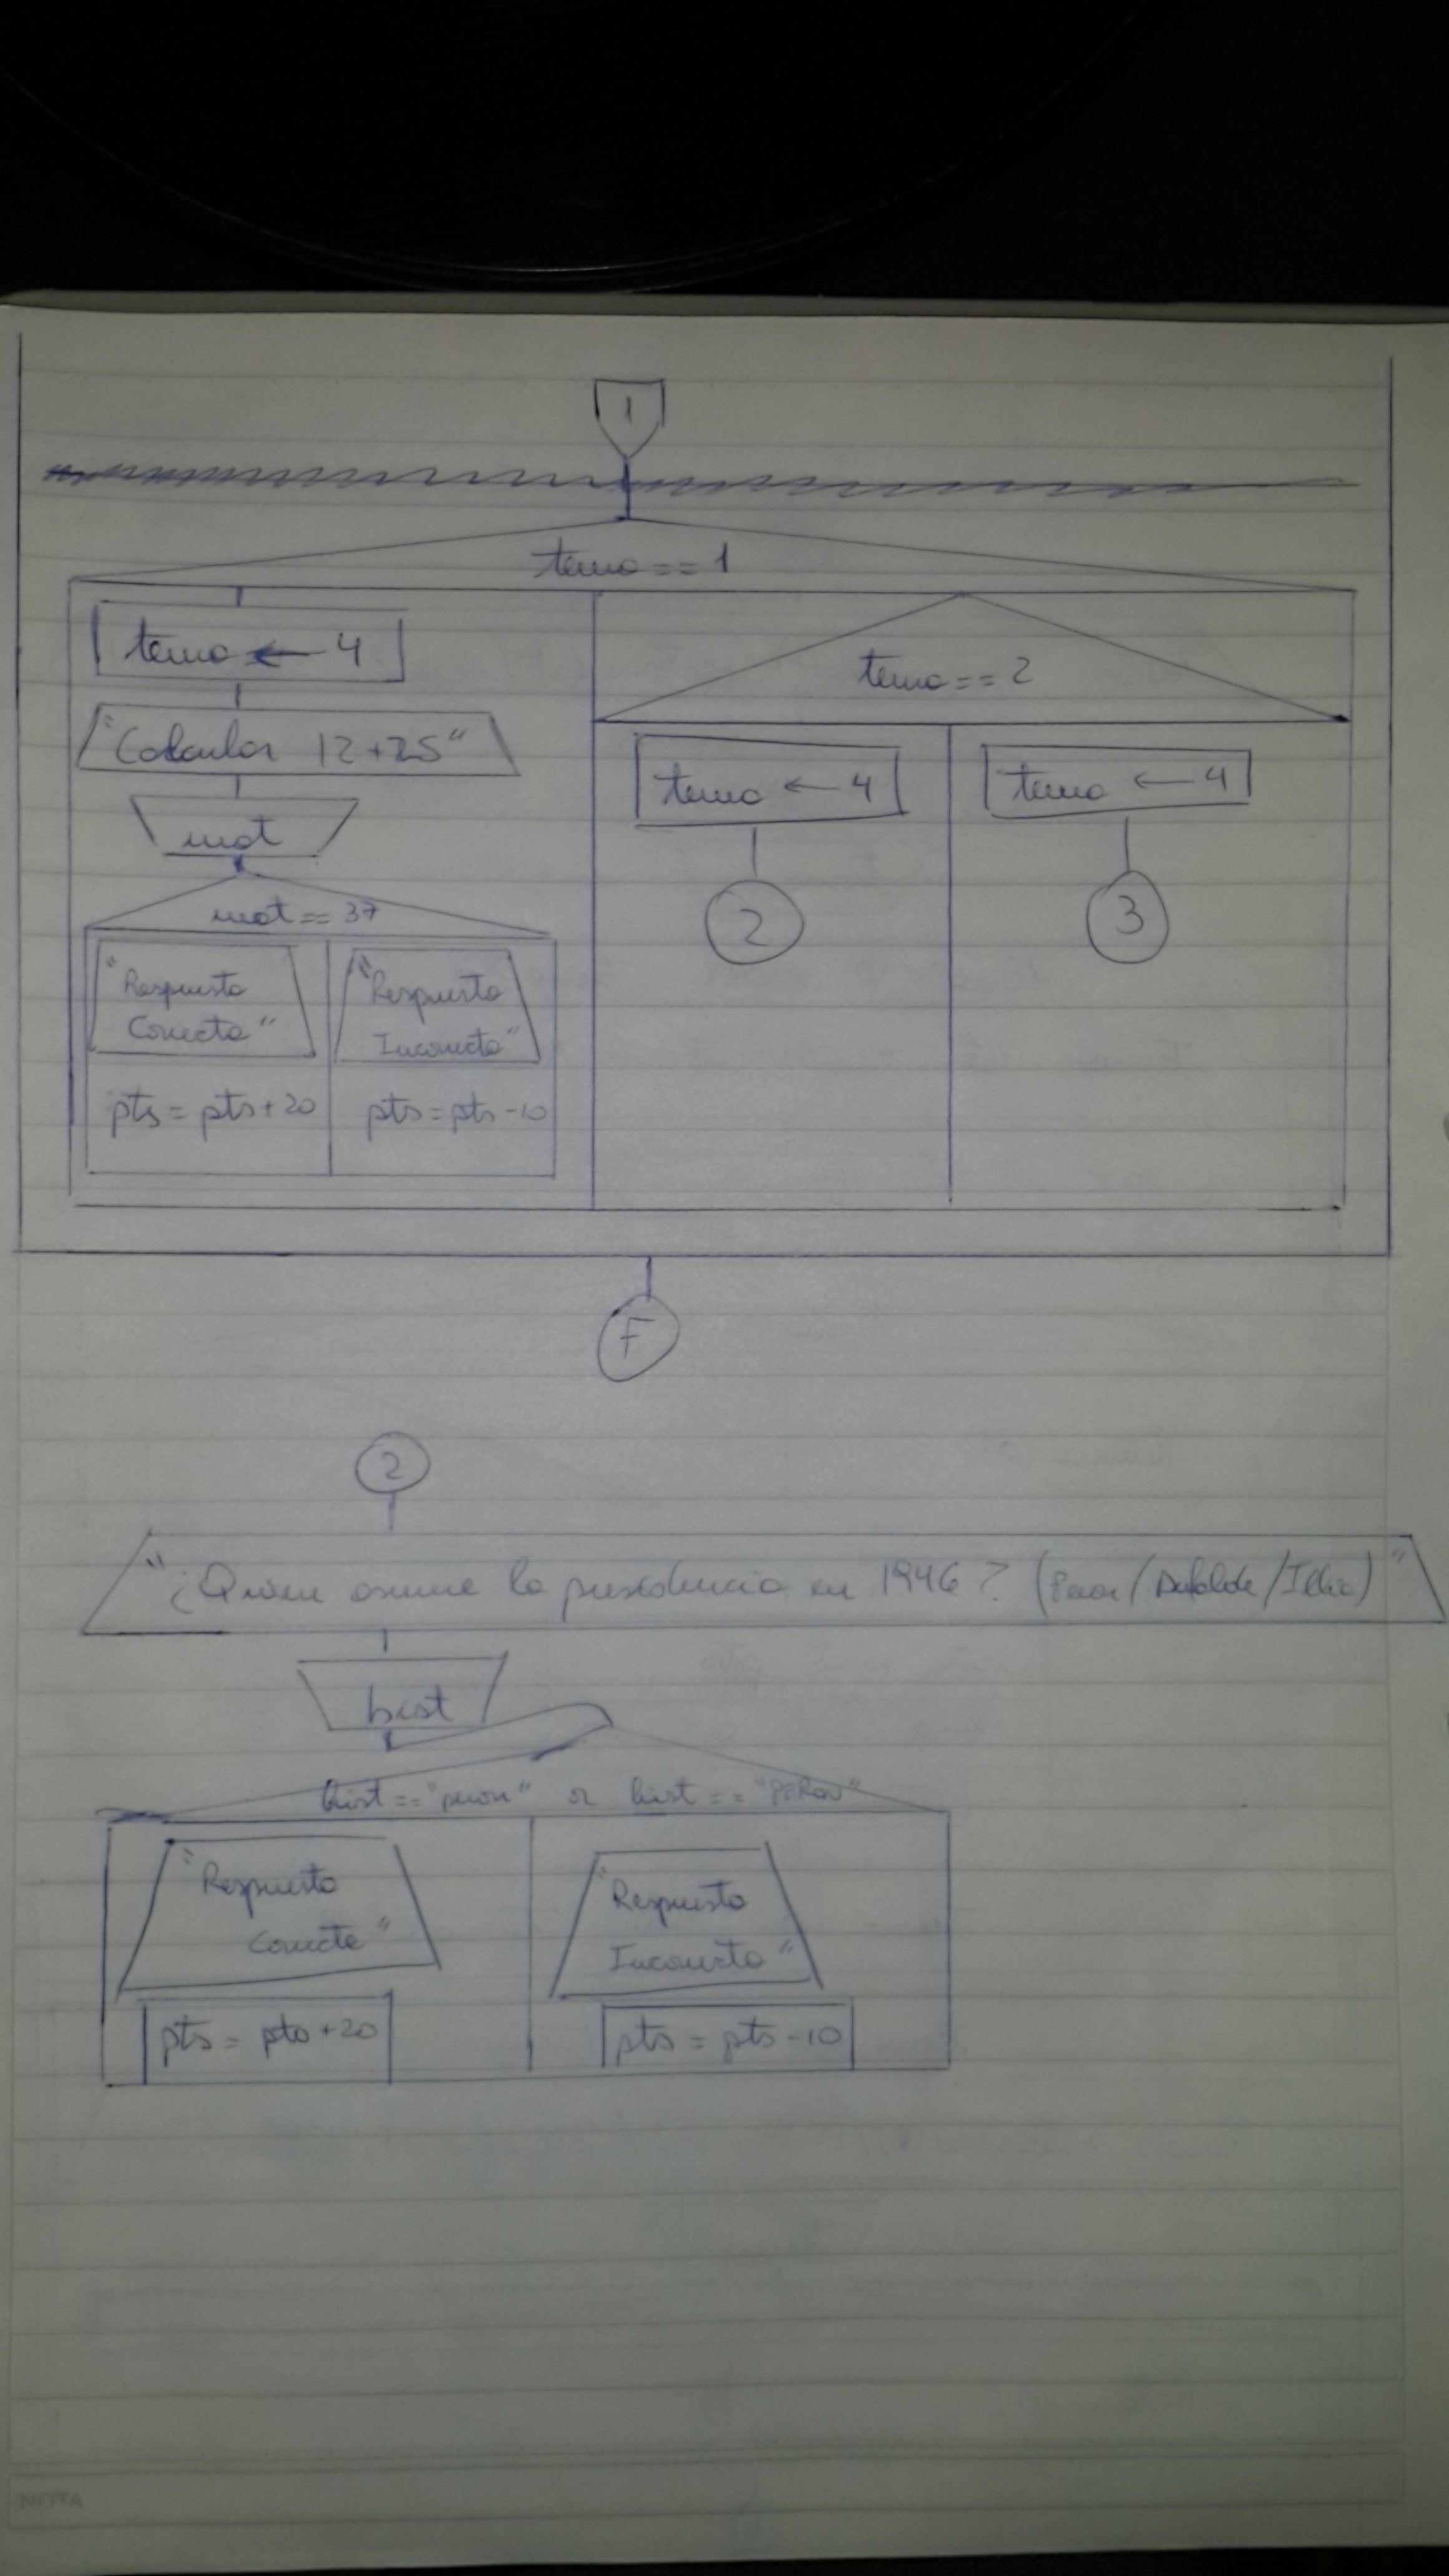 1
tema == 1
tema ← 4
tema == 2
"Calcular 12+25"
tema ← 4
tema ← 4
mat
2
3
mat == 37
"Respuesta
Correcta"
"Respuesta
Incorrecta"
pts = pts+20
pts = pts-10
F
2
"¿Quien asume la presidencia en 1946? (Peron/Duhalde/Illia)"
hist
hist == "peron" or hist == "PERON"
"Respuesta
Correcta"
"Respuesta
Incorrecta"
pts = pts +20
pts = pts -10
NOTA